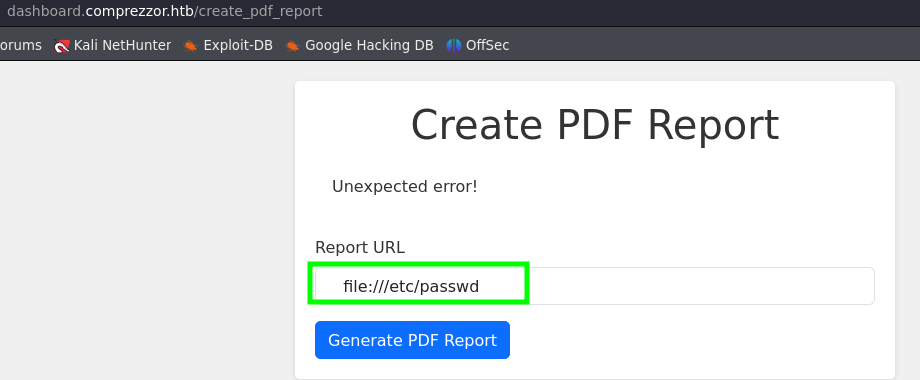 dashboard.comprezzor.htb/create_pdf_report
orums Kali NetHunter Exploit-DB Google Hacking DB OffSec
Create PDF Report
Unexpected error!
Report URL
file:///etc/passwd
Generate PDF Report